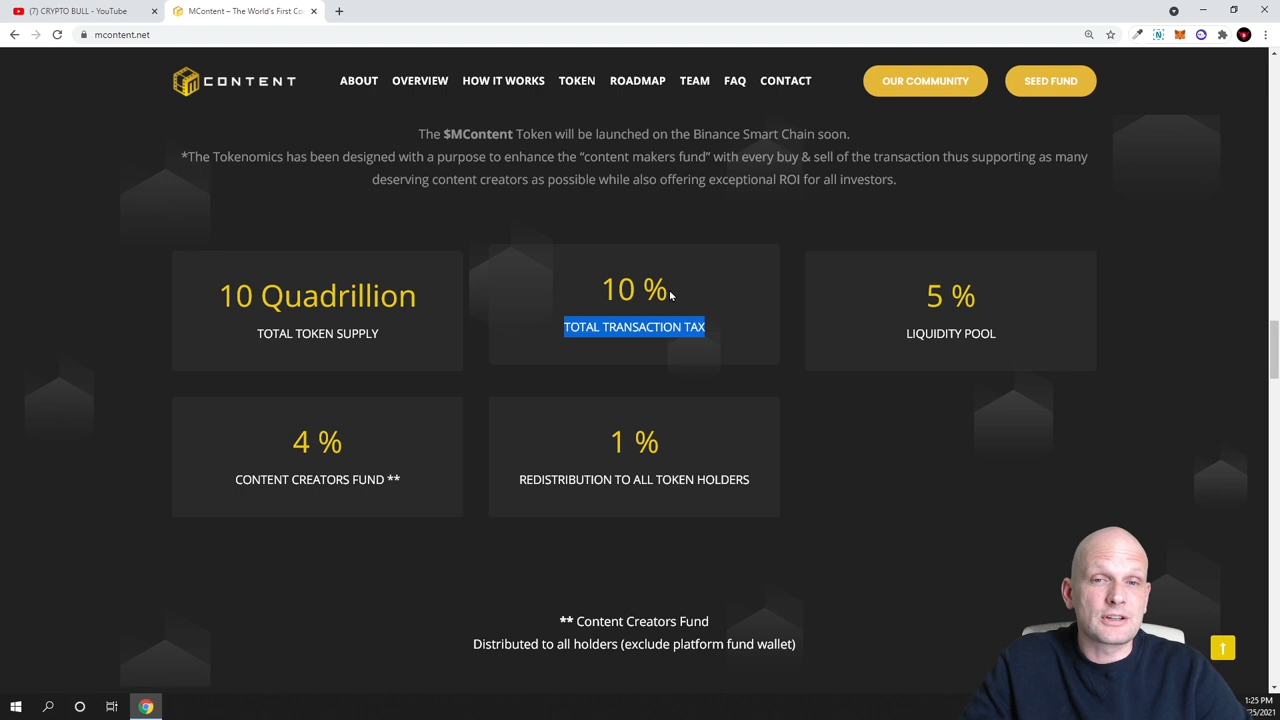 (7) CRYPTO BULL - YouTube
MContent – The World's First Co
mcontent.net
CONTENT
ABOUT
OVERVIEW
HOW IT WORKS
TOKEN
ROADMAP
TEAM
FAQ
CONTACT
OUR COMMUNITY
SEED FUND
The $MContent Token will be launched on the Binance Smart Chain soon.
*The Tokenomics has been designed with a purpose to enhance the “content makers fund” with every buy & sell of the transaction thus supporting as many
deserving content creators as possible while also offering exceptional ROI for all investors.
10 Quadrillion
TOTAL TOKEN SUPPLY
10 %
TOTAL TRANSACTION TAX
5 %
LIQUIDITY POOL
4 %
CONTENT CREATORS FUND **
1 %
REDISTRIBUTION TO ALL TOKEN HOLDERS
** Content Creators Fund
Distributed to all holders (exclude platform fund wallet)
1:25 PM
/25/2021